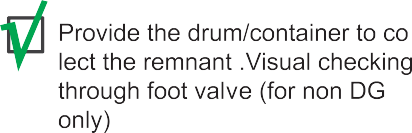 Provide the drum/container to co
lect the remnant .Visual checking
through foot valve (for non DG
only)